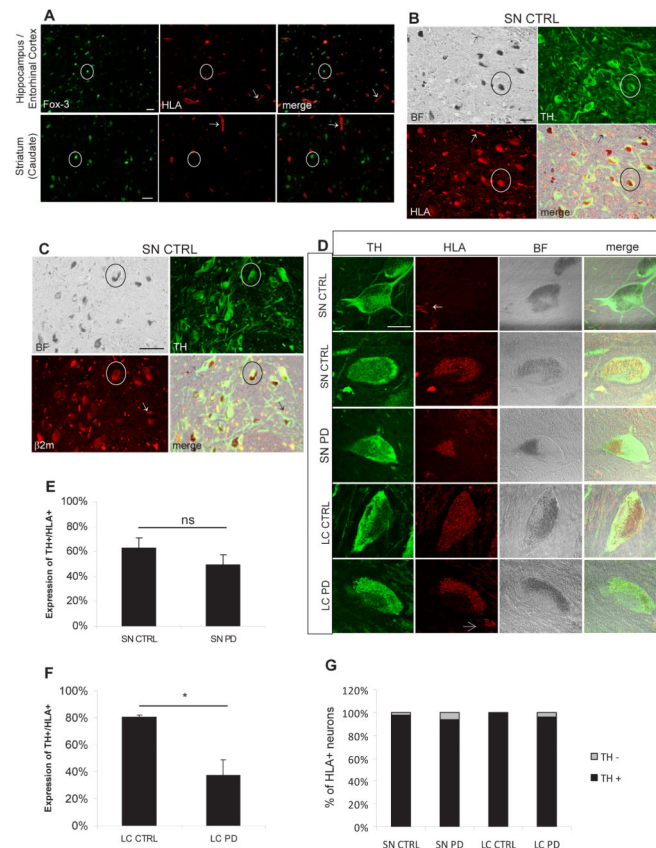 A
Hippocampus /
Entorhinal Cortex
Fox-3
HLA
merge
Striatum
(Caudate)
B
SN CTRL
BF
TH
HLA
merge
C
SN CTRL
BF
TH
β2m
merge
D
TH HLA BF merge
SN CTRL
SN CTRL
SN PD
LC CTRL
LC PD
E
Expression of TH+/HLA+
100%
80%
60%
40%
20%
0%
ns
SN CTRL SN PD
F
Expression of TH+/HLA+
100%
80%
60%
40%
20%
0%
*
LC CTRL LC PD
G
% of HLA+ neurons
120%
100%
80%
60%
40%
20%
0%
SN CTRL SN PD LC CTRL LC PD
TH -
TH +